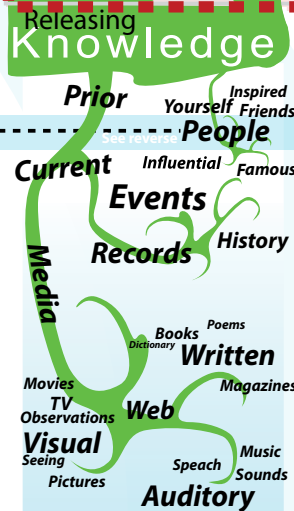 Releasing
Knowledge
Prior
Inspired
Yourself Friends
See reverse People
Current Influential Famous
Events
Records History
Media
Poems
Books
Dictionary
Written
Movies Magazines
TV
Observations Web
Visual
Seeing Music
Speach Sounds
Pictures
Auditory